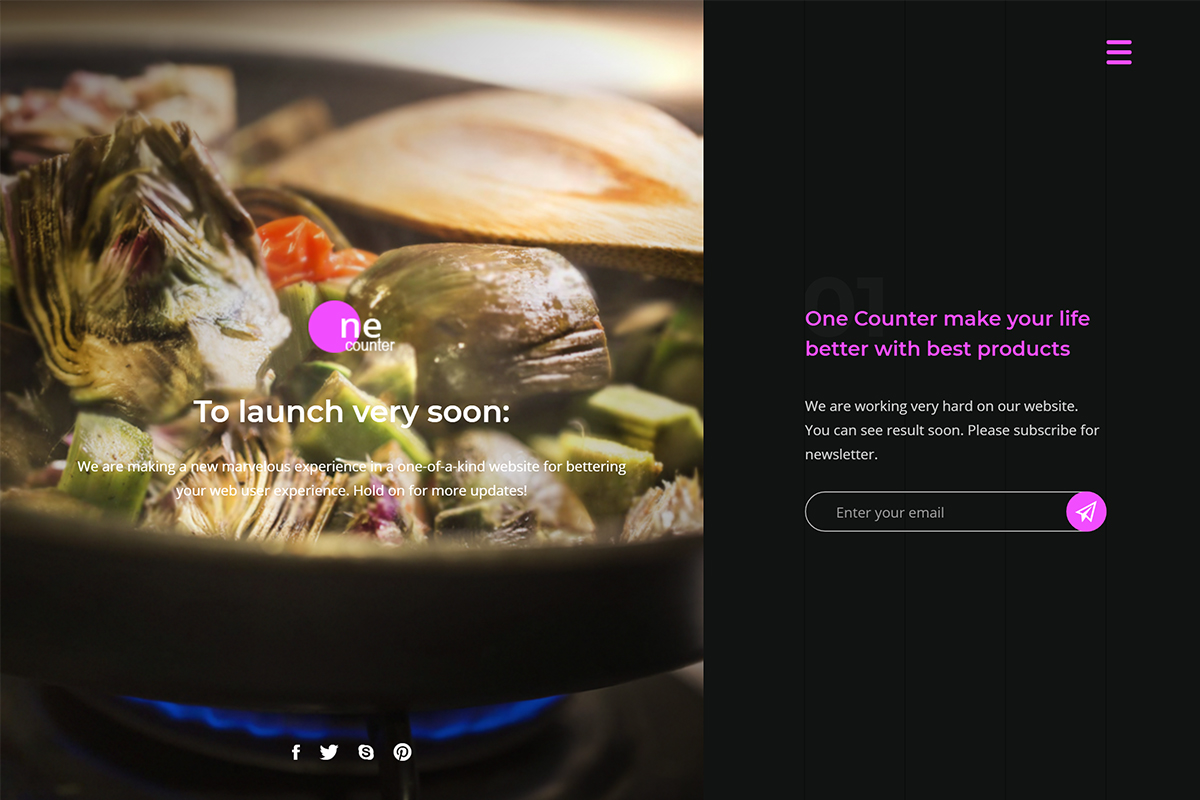 ne
counter
To launch very soon:
We are making a new marvelous experience in a one-of-a-kind website for bettering
your web user experience. Hold on for more updates!
01
One Counter make your life
better with best products
We are working very hard on our website.
You can see result soon. Please subscribe for
newsletter.
Enter your email